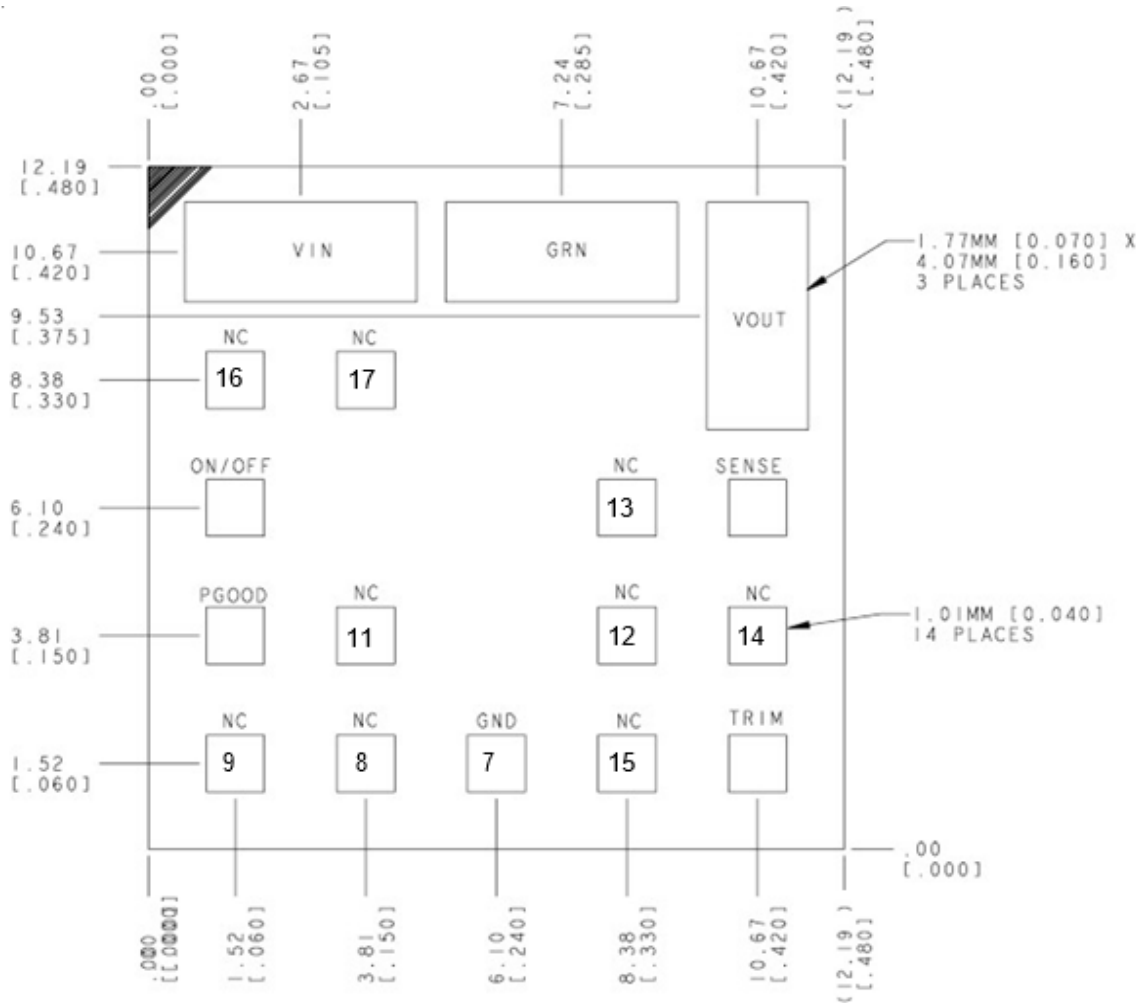 .00
[.0000]
2.67
[.105]
7.24
[.285]
10.67
[.420]
(12.19 )
[.480]
12.19
[.480]
VIN
GRN
1.77MM [0.070] X
4.07MM [0.160]
3 PLACES
10.67
[.420]
9.53
[.375]
VOUT
NC
NC
8.38
[.330]
16
17
ON/OFF
NC
SENSE
6.10
[.240]
13
PGOOD
NC
NC
NC
3.81
[.150]
11
12
14
1.01MM [0.040]
14 PLACES
NC
NC
GND
NC
TRIM
1.52
[.060]
9
8
7
15
.00
[.000]
.00
[.0000]
1.52
[.060]
3.81
[.150]
6.10
[.240]
8.38
[.330]
10.67
[.420]
(12.19 )
[.480]